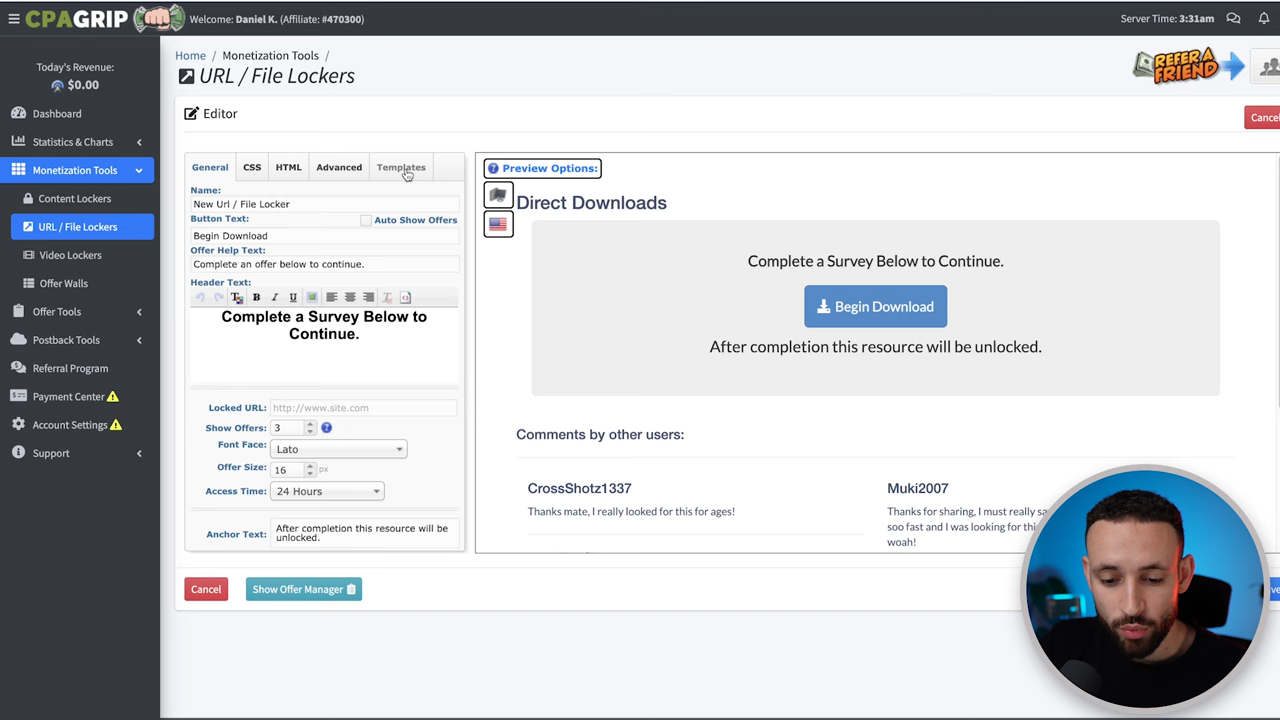 CPAGRIP
Welcome: Daniel K. (Affiliate: #470300)
Server Time: 3:31am
Today's Revenue:
$0.00
Dashboard
Statistics & Charts
Monetization Tools
Content Lockers
URL / File Lockers
Video Lockers
Offer Walls
Offer Tools
Postback Tools
Referral Program
Payment Center
Account Settings
Support
Home / Monetization Tools /
URL / File Lockers
REFER A
FRIEND
Editor
Cancel
General CSS HTML Advanced Templates
Name:
New Url / File Locker
Button Text:
Auto Show Offers
Begin Download
Offer Help Text:
Complete an offer below to continue.
Header Text:
Complete a Survey Below to
Continue.
Locked URL: http://www.site.com
Show Offers: 3
Font Face: Lato
Offer Size: 16 px
Access Time: 24 Hours
Anchor Text: After completion this resource will be
unlocked.
Cancel
Show Offer Manager
Preview Options:
Direct Downloads
Complete a Survey Below to Continue.
Begin Download
After completion this resource will be unlocked.
Comments by other users:
CrossShotz1337
Thanks mate, I really looked for this for ages!
Muki2007
Thanks for sharing, I must really sa
soo fast and I was looking for thi
woah!